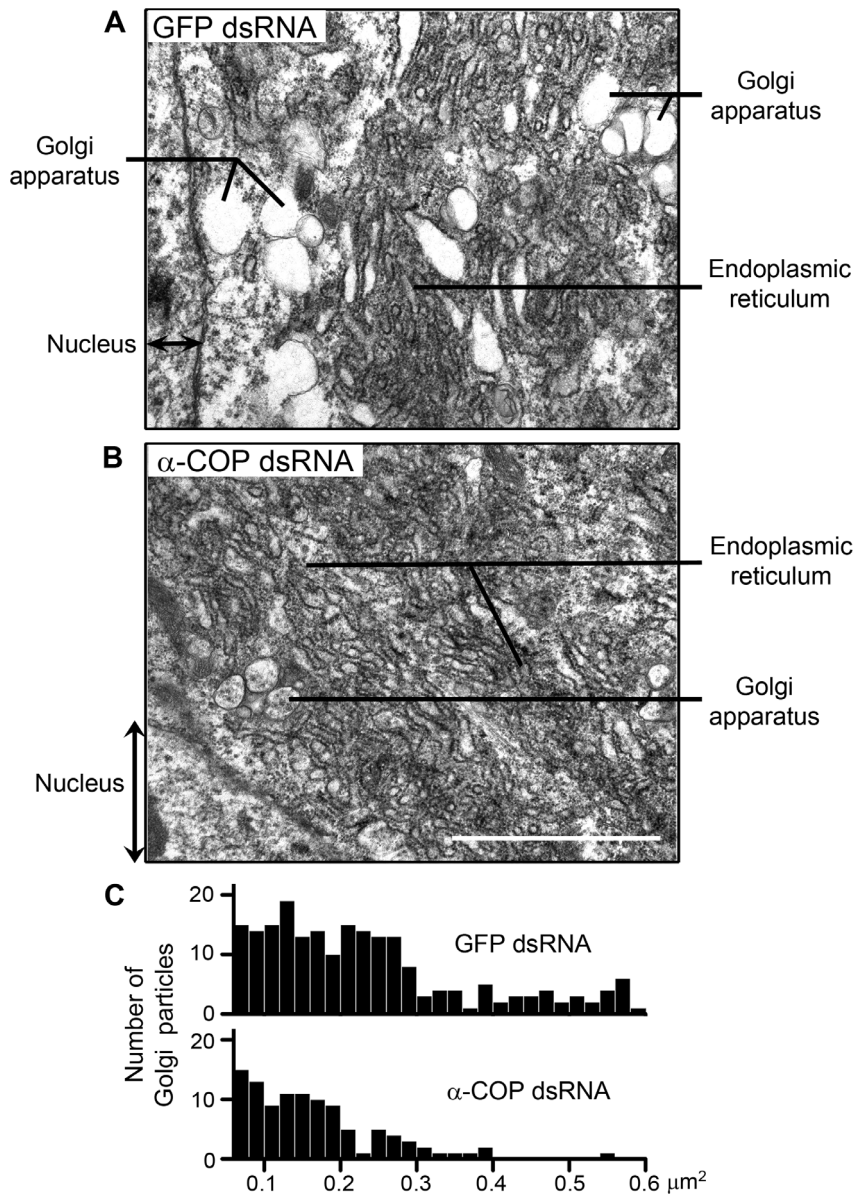 A
GFP dsRNA
Golgi
apparatus
Golgi
apparatus
Endoplasmic
reticulum
Nucleus
B
α-COP dsRNA
Endoplasmic
reticulum
Golgi
apparatus
Nucleus
C
Number of
Golgi particles
20
10
0
GFP dsRNA
20
10
0
α-COP dsRNA
0.1 0.2 0.3 0.4 0.5 0.6 μm²